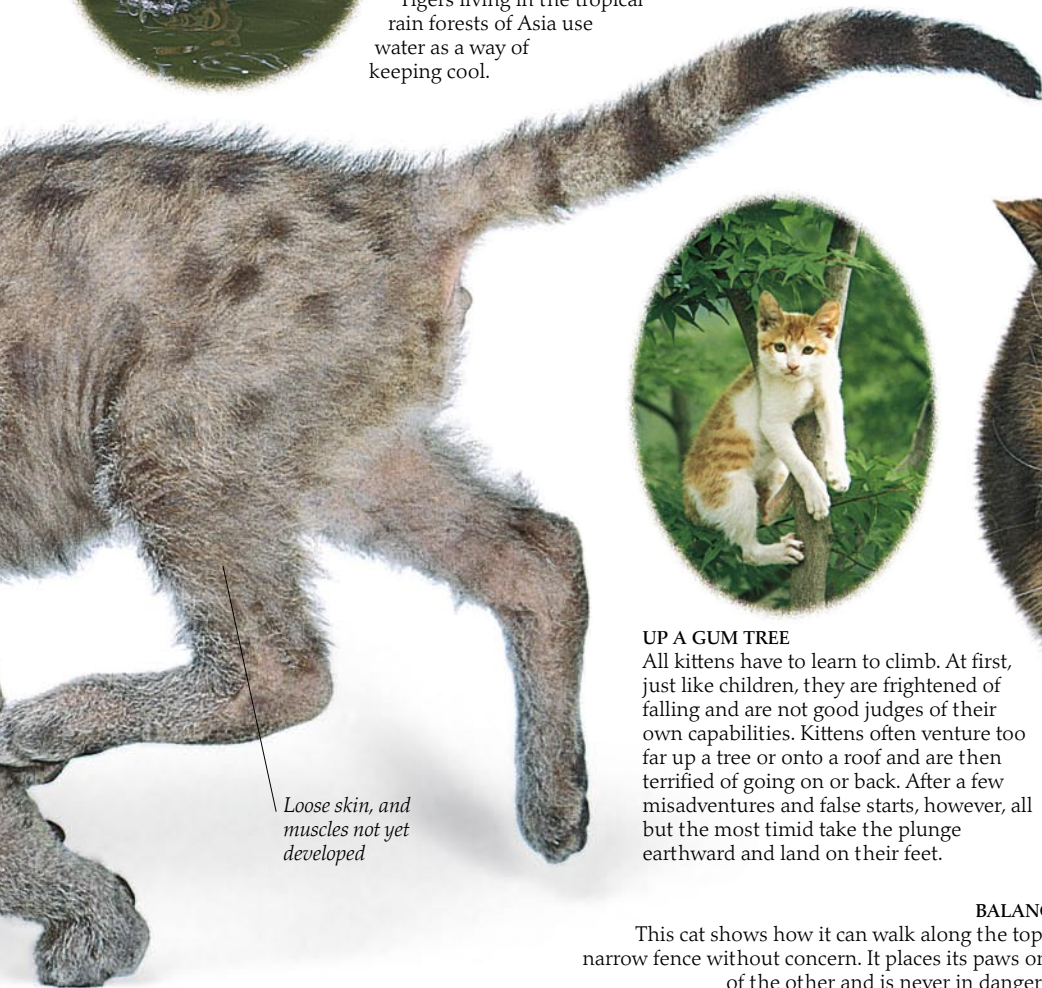 Tigers living in the tropical
rain forests of Asia use
water as a way of
keeping cool.
UP A GUM TREE
All kittens have to learn to climb. At first,
just like children, they are frightened of
falling and are not good judges of their
own capabilities. Kittens often venture too
far up a tree or onto a roof and are then
terrified of going on or back. After a few
misadventures and false starts, however, all
but the most timid take the plunge
earthward and land on their feet.
Loose skin, and
muscles not yet
developed
This cat shows how it can walk along the top
narrow fence without concern. It places its paws
of the other and is never in danger